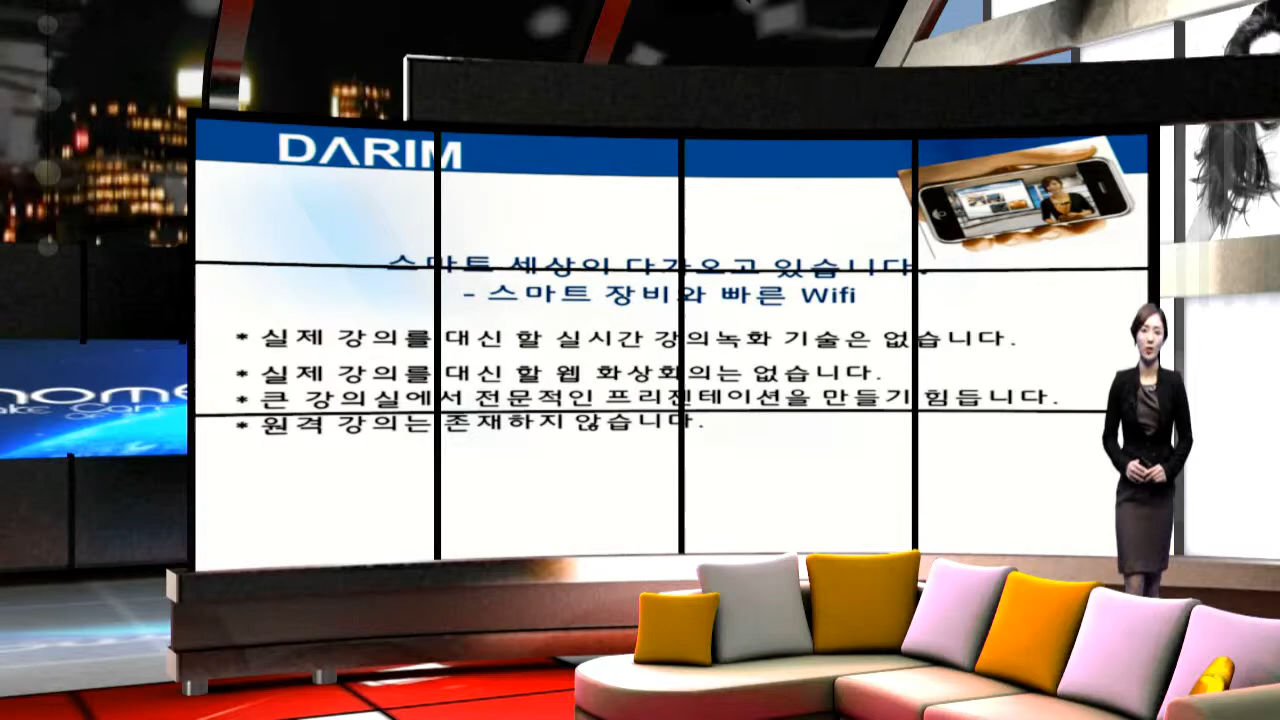 DARIM
스마트 세상이 다가오고 있습니다.
- 스마트 장비와 빠른 Wifi
* 실제 강의를 대신 할 실시간 강의녹화 기술은 없습니다.
* 실제 강의를 대신 할 웹 화상회의는 없습니다.
* 큰 강의실에서 전문적인 프리젠테이션을 만들기 힘듭니다.
* 원격 강의는 존재하지 않습니다.